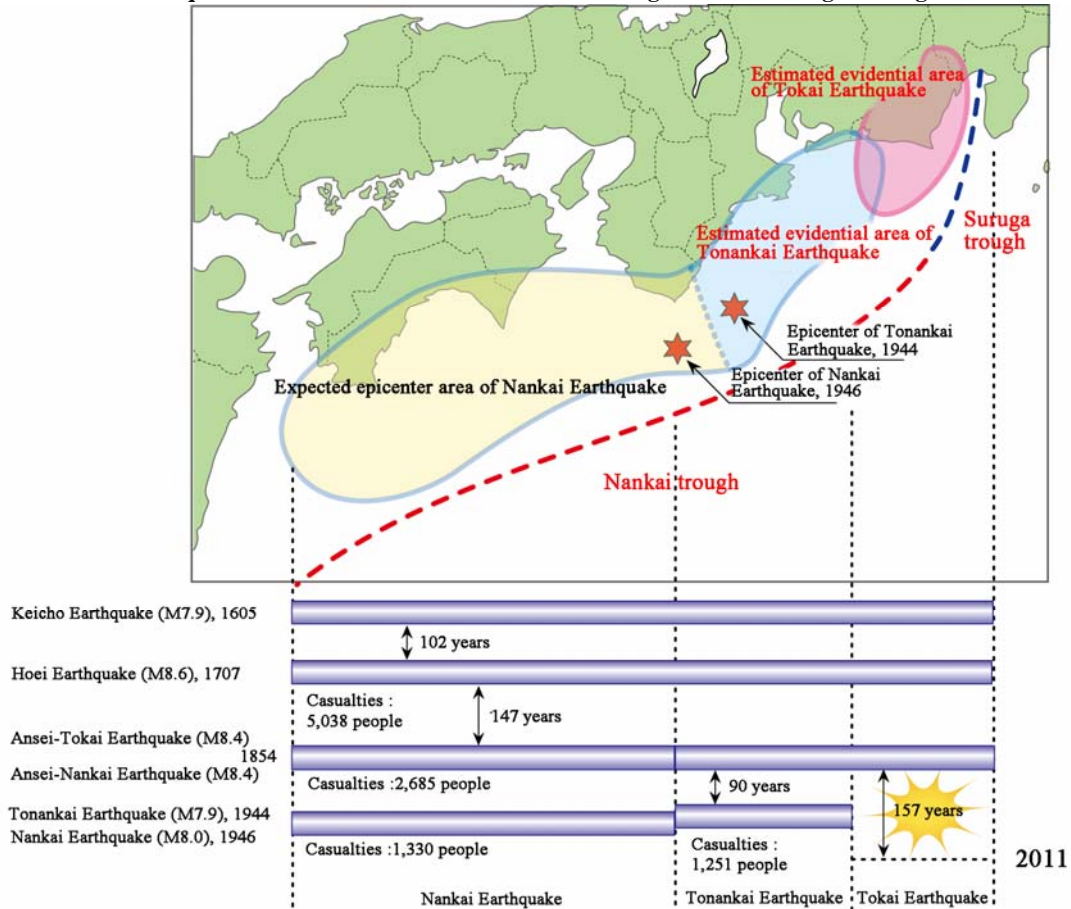 Estimated evidential area
of Tokai Earthquake
Suruga
trough
Estimated evidential area of
Tonankai Earthquake
Epicenter of Tonankai
Earthquake, 1944
Epicenter of Nankai
Earthquake, 1946
Expected epicenter area of Nankai Earthquake
Nankai trough
Keicho Earthquake (M7.9), 1605
102 years
Hoei Earthquake (M8.6), 1707
Casualties :
5,038 people
147 years
Ansei-Tokai Earthquake (M8.4)
1854
Ansei-Nankai Earthquake (M8.4)
Casualties :2,685 people
90 years
157 years
Tonankai Earthquake (M7.9), 1944
Nankai Earthquake (M8.0), 1946
Casualties :1,330 people
Casualties :
1,251 people
2011
Nankai Earthquake
Tonankai Earthquake
Tokai Earthquake